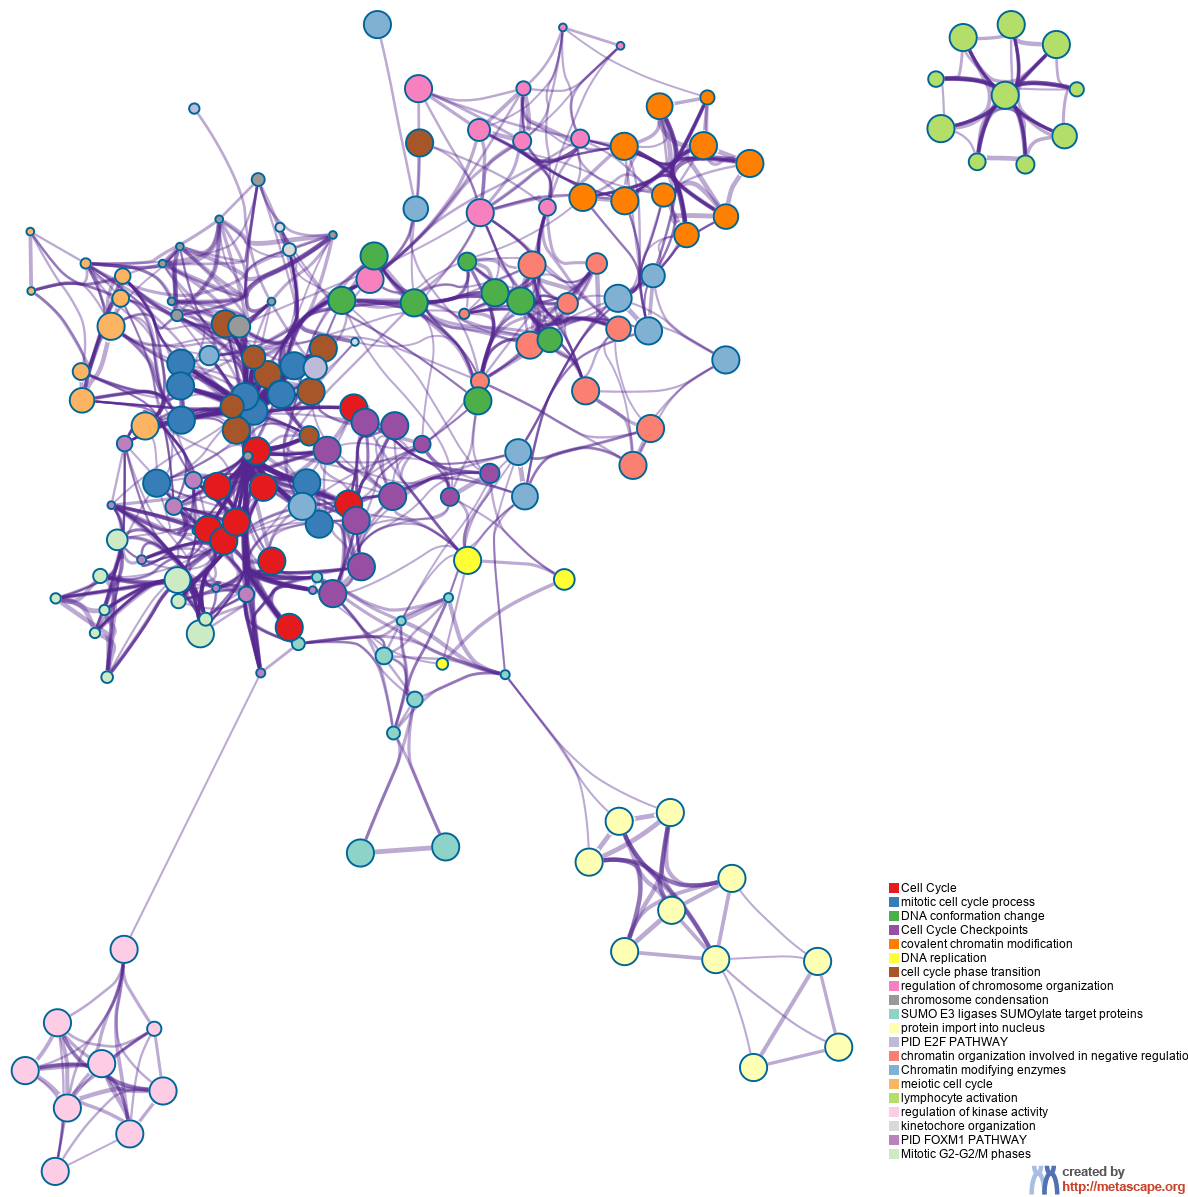 Cell Cycle
mitotic cell cycle process
DNA conformation change
Cell Cycle Checkpoints
covalent chromatin modification
DNA replication
cell cycle phase transition
regulation of chromosome organization
chromosome condensation
SUMO E3 ligases SUMOylate target proteins
protein import into nucleus
PID E2F PATHWAY
chromatin organization involved in negative regulatio
Chromatin modifying enzymes
meiotic cell cycle
lymphocyte activation
regulation of kinase activity
kinetochore organization
PID FOXM1 PATHWAY
Mitotic G2-G2/M phases
created by
http://metascape.org